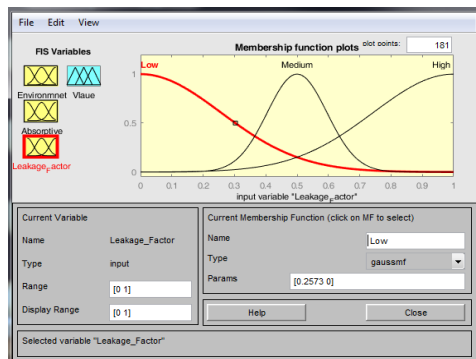 File Edit View
FIS Variables
Membership function plots plot points: 181
Environmnet
Vlaue
Absorptive
Leakage_Factor
Low
Medium
High
1
0.5
0
0 0.1 0.2 0.3 0.4 0.5 0.6 0.7 0.8 0.9 1
input variable "Leakage_Factor"
Current Variable
Name Leakage_Factor
Type input
Range [0 1]
Display Range [0 1]
Current Membership Function (click on MF to select)
Name Low
Type gaussmf
Params [0.2573 0]
Help Close
Selected variable "Leakage_Factor"